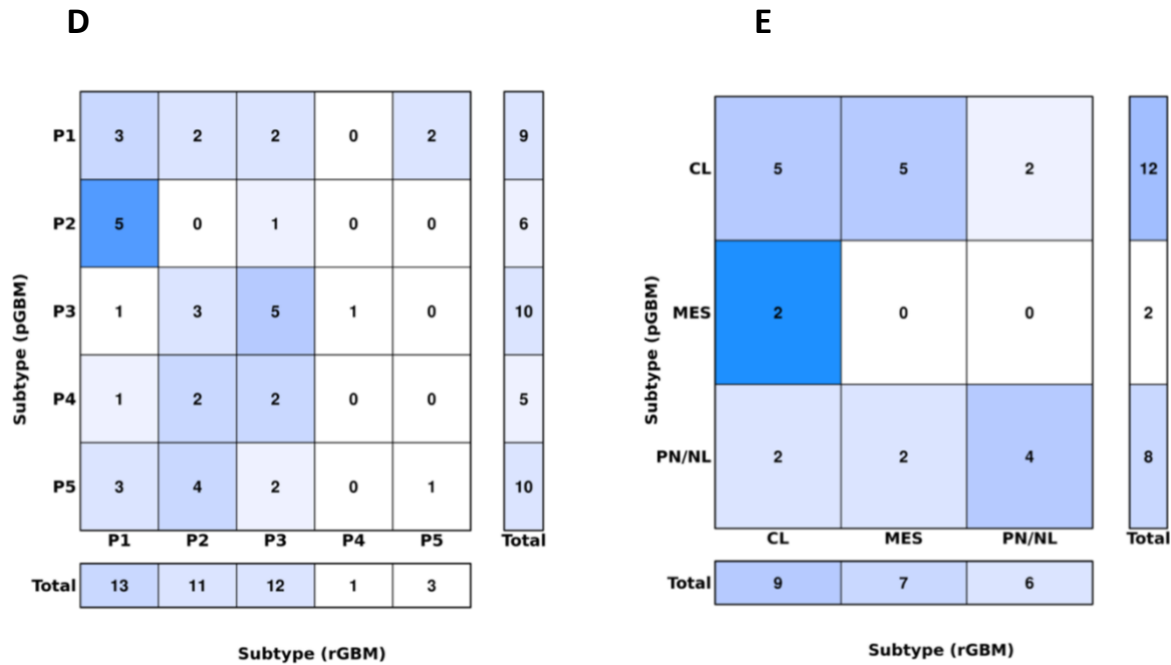 D
E
P1 3 2 2 0 2 9
P2 5 0 1 0 0 6
P3 1 3 5 1 0 10
P4 1 2 2 0 0 5
P5 3 4 2 0 1 10
P1 P2 P3 P4 P5 Total
Total 13 11 12 1 3
Subtype (pGBM)
Subtype (rGBM)
CL 5 5 2 12
MES 2 0 0 2
PN/NL 2 2 4 8
CL MES PN/NL Total
Total 9 7 6
Subtype (pGBM)
Subtype (rGBM)